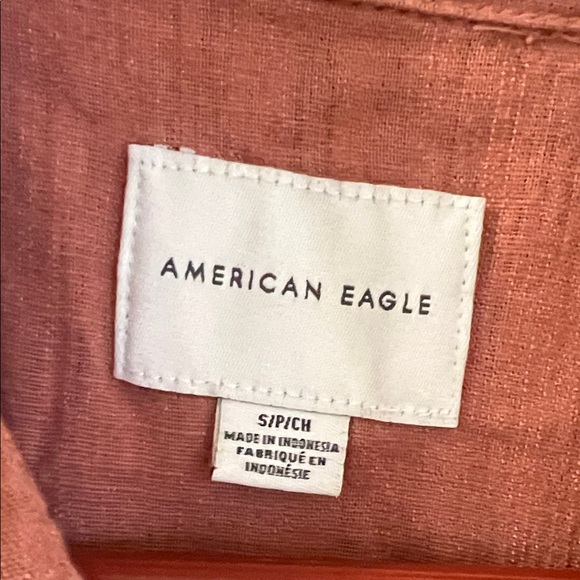 AMERICAN EAGLE
S/P/CH
MADE IN INDONESIA
FABRIQUÉ EN
INDONÉSIE